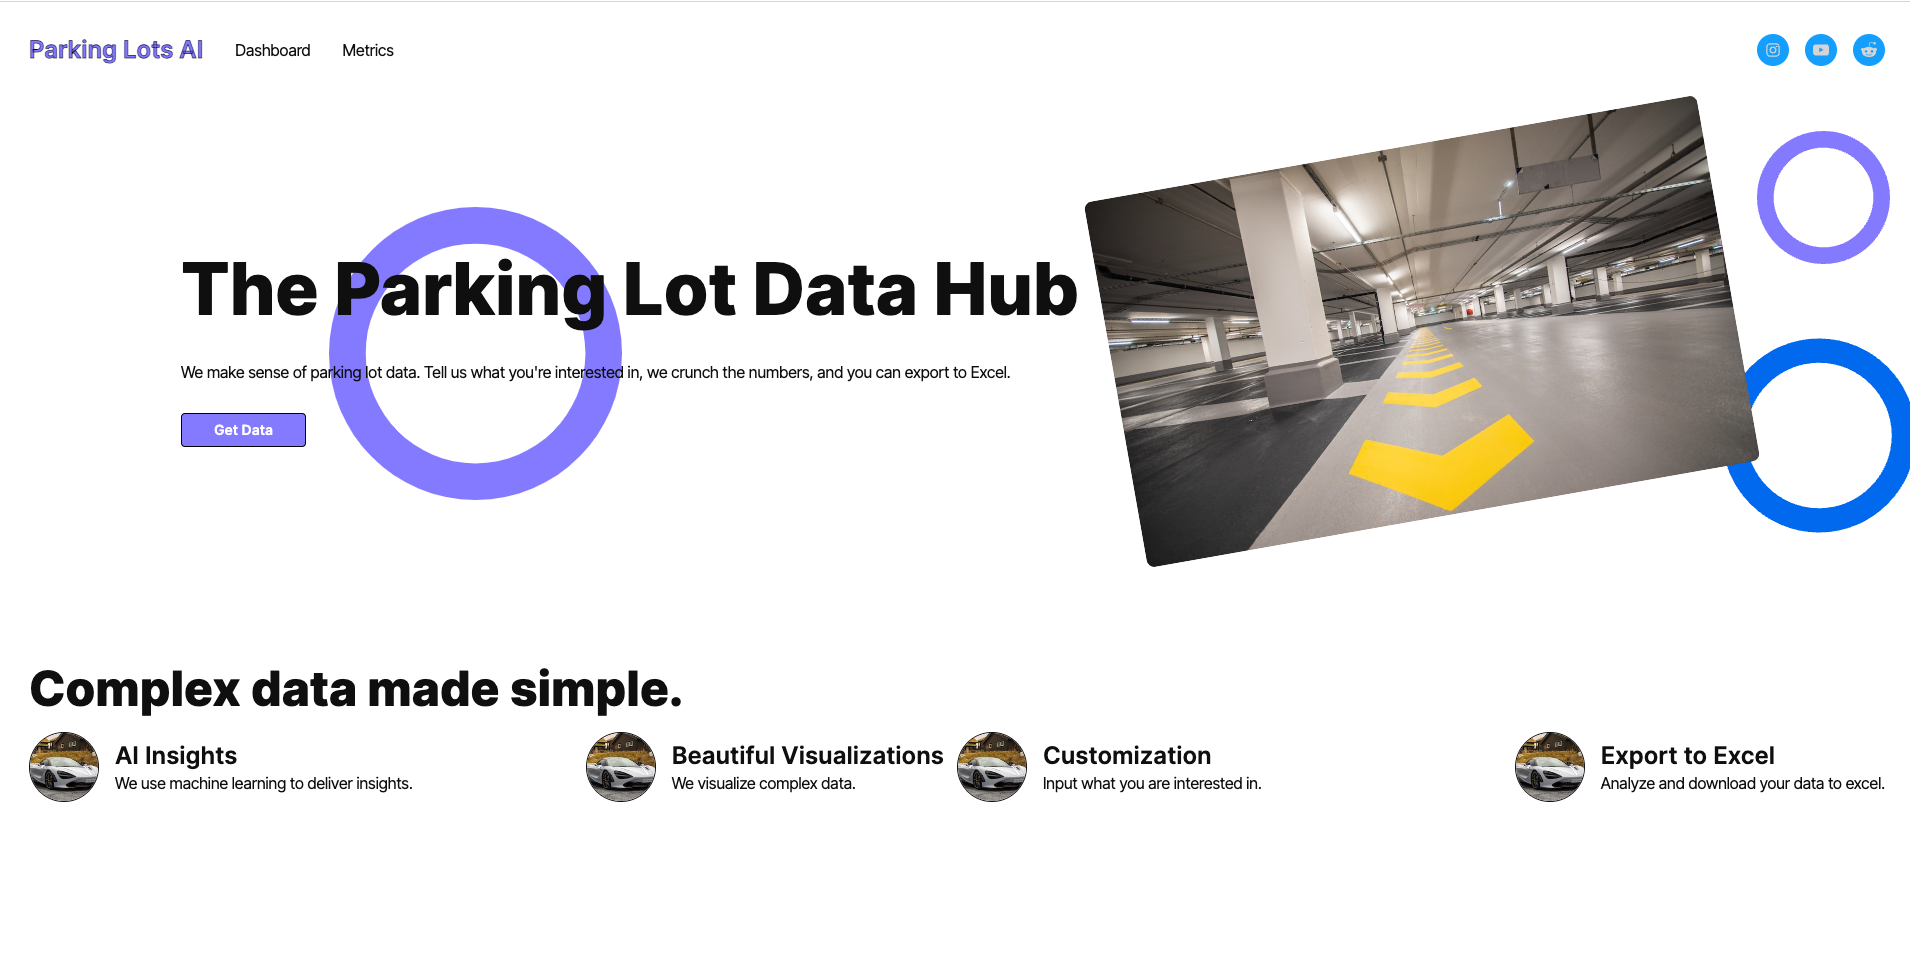 Parking Lots AI Dashboard Metrics
The Parking Lot Data Hub
We make sense of parking lot data. Tell us what you're interested in, we crunch the numbers, and you can export to Excel.
Get Data
Complex data made simple.
AI Insights
We use machine learning to deliver insights.
Beautiful Visualizations
We visualize complex data.
Customization
Input what you are interested in.
Export to Excel
Analyze and download your data to excel.